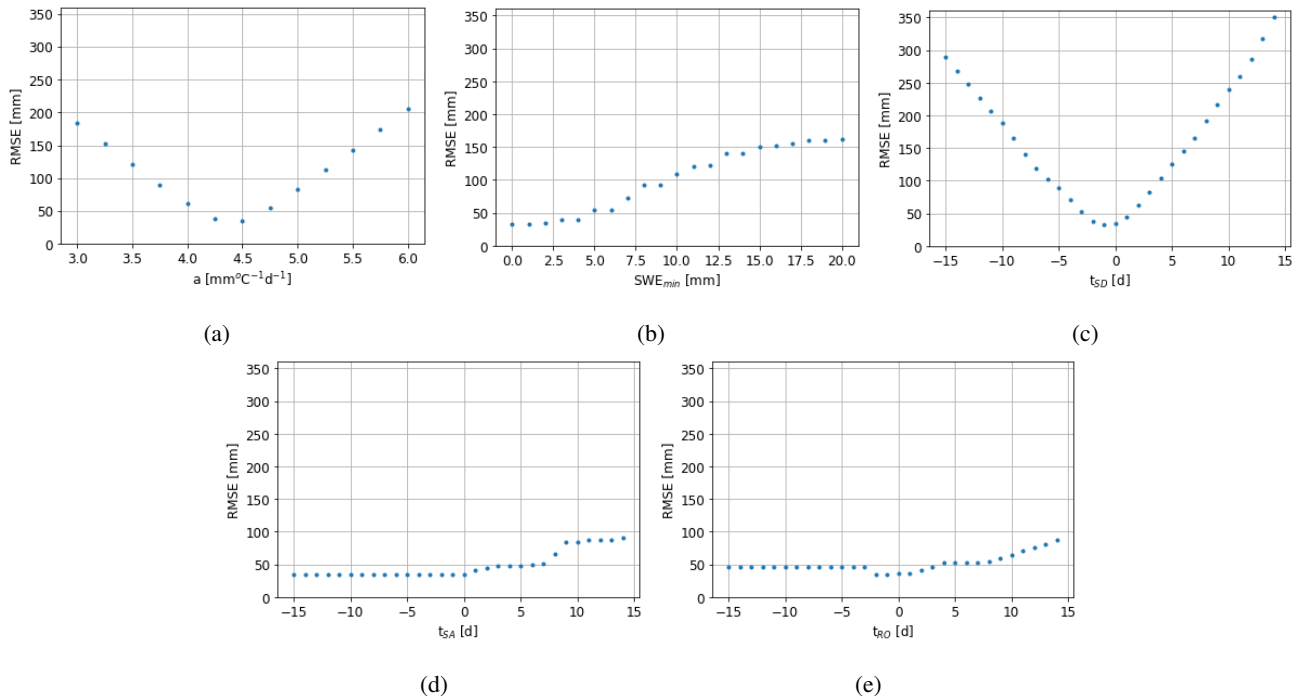 350
300
250
200
150
100
50
0
RMSE [mm]
3.0 3.5 4.0 4.5 5.0 5.5 6.0
a [mm°C⁻¹d⁻¹]
(a)
350
300
250
200
150
100
50
0
RMSE [mm]
0.0 2.5 5.0 7.5 10.0 12.5 15.0 17.5 20.0
SWEₘᵢₙ [mm]
(b)
350
300
250
200
150
100
50
0
RMSE [mm]
−15 −10 −5 0 5 10 15
t_SD [d]
(c)
350
300
250
200
150
100
50
0
RMSE [mm]
−15 −10 −5 0 5 10 15
t_SA [d]
(d)
350
300
250
200
150
100
50
0
RMSE [mm]
−15 −10 −5 0 5 10 15
t_RO [d]
(e)